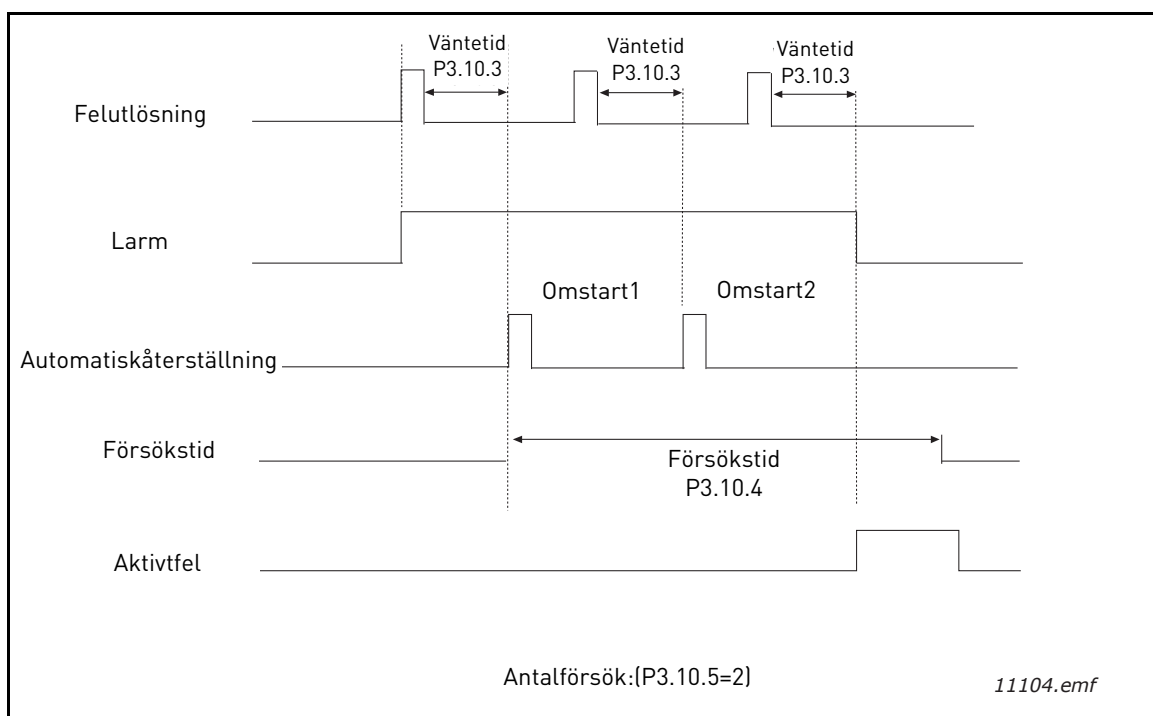 Väntetid
P3.10.3
Väntetid
P3.10.3
Väntetid
P3.10.3
Felutlösning
Larm
Omstart1
Omstart2
Automatiskåterställning
Försökstid
Försökstid
P3.10.4
Aktivtfel
Antalförsök:(P3.10.5=2)
11104.emf